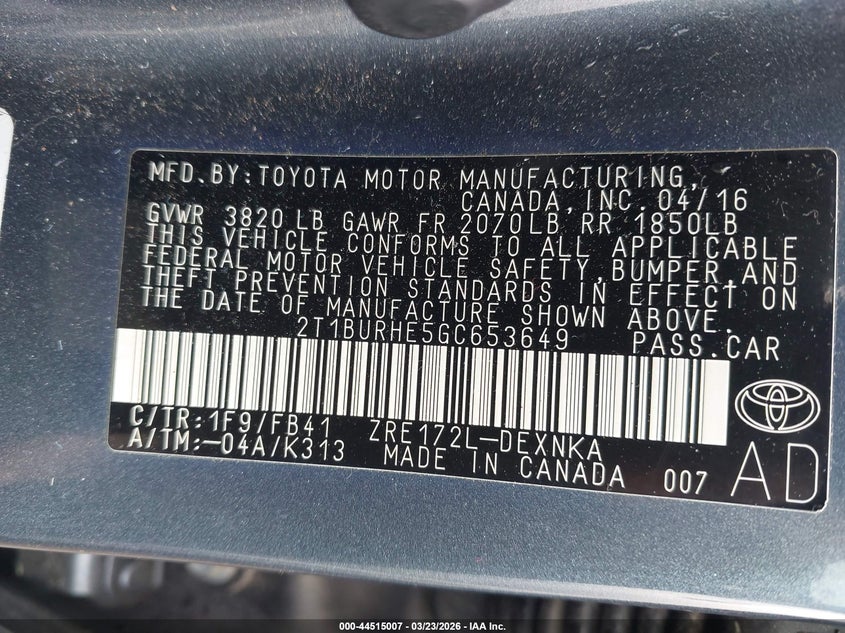 MFD.BY:TOYOTA MOTOR MANUFACTURING,
CANADA,INC.04/16
GVWR 3820 LB GAWR FR 2070LB RR 1850LB
THIS VEHICLE CONFORMS TO ALL APPLICABLE
FEDERAL MOTOR VEHICLE SAFETY,BUMPER,AND
THEFT PREVENTION STANDARDS IN EFFECT ON
THE DATE OF MANUFACTURE SHOWN ABOVE.
2T1BURHE5GC653649 PASS.CAR
C/TR:1F9/FB41 ZRE172L-DEXNKA
A/TM:-04A/K313 MADE IN CANADA 007 AD
000-44515007 - 03/23/2026 - IAA Inc.